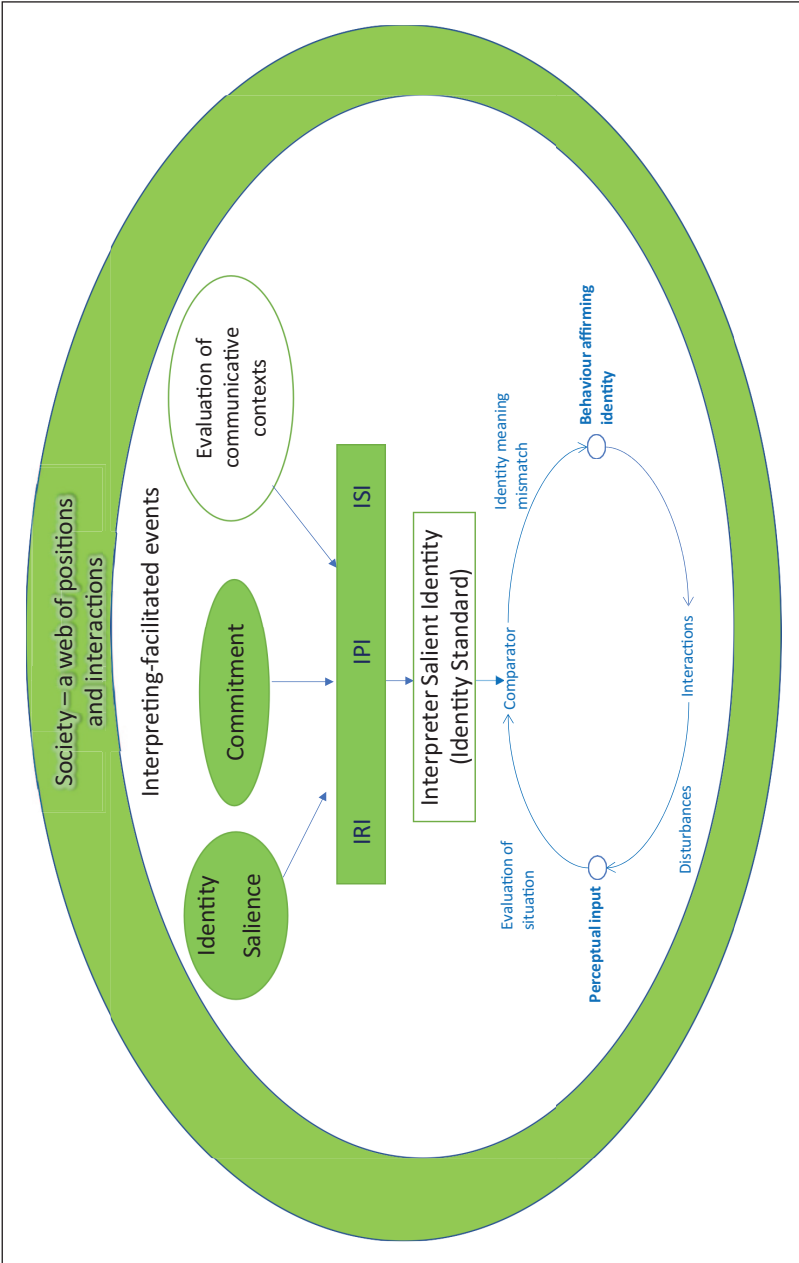 Society – a web of positions
and interactions
Interpreting-facilitated events
Identity
Salience
Commitment
Evaluation of
communicative
contexts
IRI
IPI
ISI
Interpreter Salient Identity
(Identity Standard)
Evaluation of
situation
Comparator
Identity meaning
mismatch
Perceptual input
Behaviour affirming
identity
Disturbances
Interactions